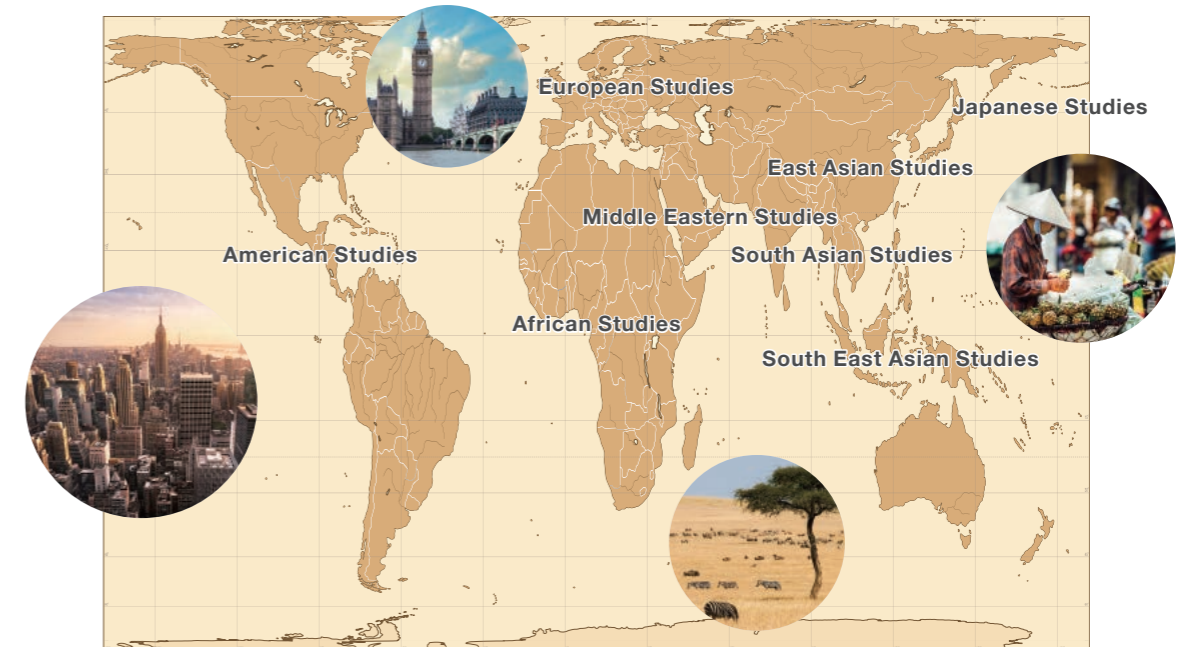 European Studies
Japanese Studies
East Asian Studies
Middle Eastern Studies
American Studies
South Asian Studies
African Studies
South East Asian Studies